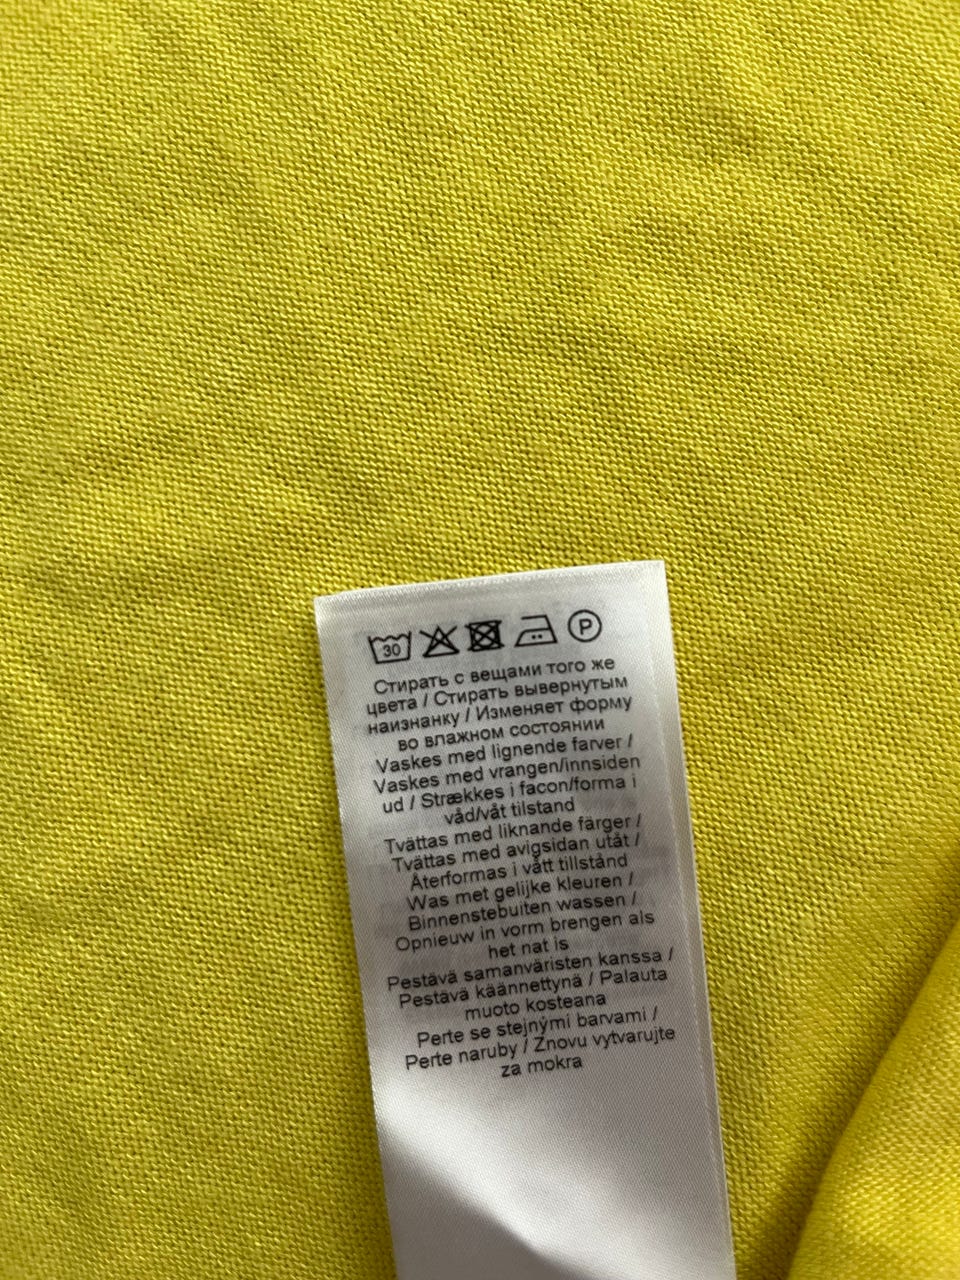 30 P
Стирать с вещами того же
цвета / Стирать вывернутым
наизнанку / Изменяет форму
во влажном состоянии
Vaskes med lignende farver /
Vaskes med vrangen/innsiden
ud / Strækkes i facon/forma i
våd/våt tilstand
Tvättas med liknande färger /
Tvättas med avigsidan utåt /
Återformas i vått tillstånd
Was met gelijke kleuren /
Binnenstebuiten wassen /
Opnieuw in vorm brengen als
het nat is
Pestävä samanväristen kanssa /
Pestävä käännettynä / Palauta
muoto kosteana
Perte se stejnými barvami /
Perte naruby / Znovu vytvarujte
za mokra